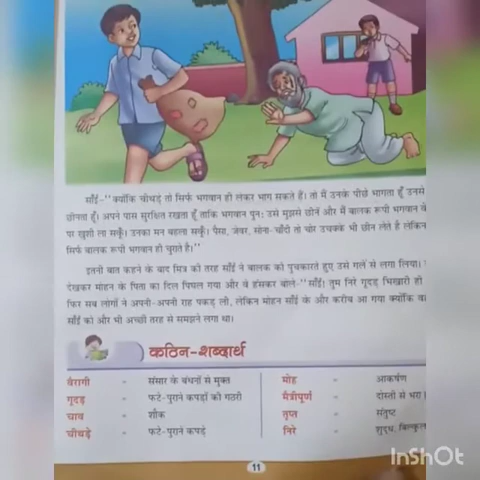 साँई-"क्योंकि चीथड़े तो सिर्फ भगवान ही लेकर भाग सकते हैं। तो मैं उनके पीछे भागता हूँ उनसे
छीनता हूँ। अपने पास सुरक्षित रखता हूँ ताकि भगवान पुनः उसे मुझसे छीनें और मैं बालक रूपी भगवान के
पर खुशी ला सकूँ। उनका मन बहला सकूँ। पैसा, जेवर, सोना-चाँदी तो चोर उचक्के भी छीन लेते हैं लेकिन
सिर्फ बालक रूपी भगवान ही चुराते है।"
इतनी बात कहने के बाद मित्र की तरह साँई ने बालक को पुचकारते हुए उसे गले से लगा लिया।
देखकर मोहन के पिता का दिल पिघल गया और वे हंसकर बोले-"साँई! तुम निरे गूदड़ भिखारी ही
फिर सब लोगों ने अपनी-अपनी राह पकड़ ली, लेकिन मोहन साँई के और करीब आ गया क्योंकि
साँई को और भी अच्छी तरह से समझने लगा था।
कठिन-शब्दार्थ
वैरागी - संसार के बंधनों से मुक्त
गूदड़ - फटे-पुराने कपड़ों की गठरी
चाव - शौक
चीथड़े - फटे-पुराने कपड़े
मोह - आकर्षण
मैत्रीपूर्ण - दोस्ती से भरा
तृप्त - संतुष्ट
निरे - शुद्ध, बिल्कुल
11
InShOt